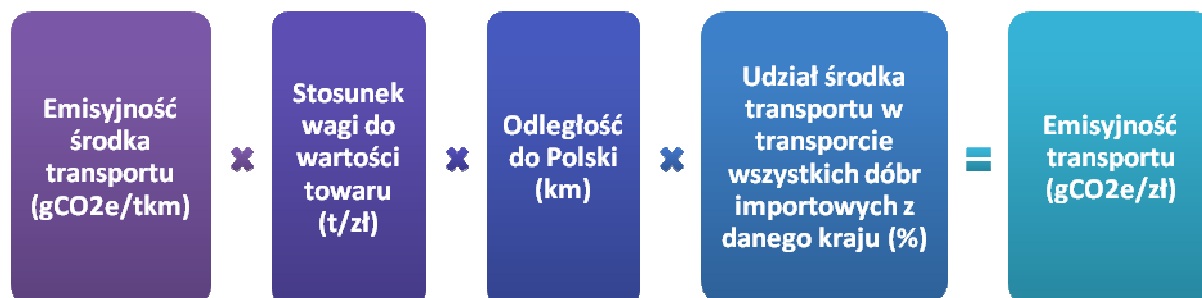 Emisyjność
środka
transportu
(gCO2e/tkm)
×
Stosunek
wagi do
wartości
towaru
(t/zł)
×
Odległość
do Polski
(km)
×
Udział środka
transportu w
transporcie
wszystkich dóbr
importowych z
danego kraju (%)
=
Emisyjność
transportu
(gCO2e/zł)